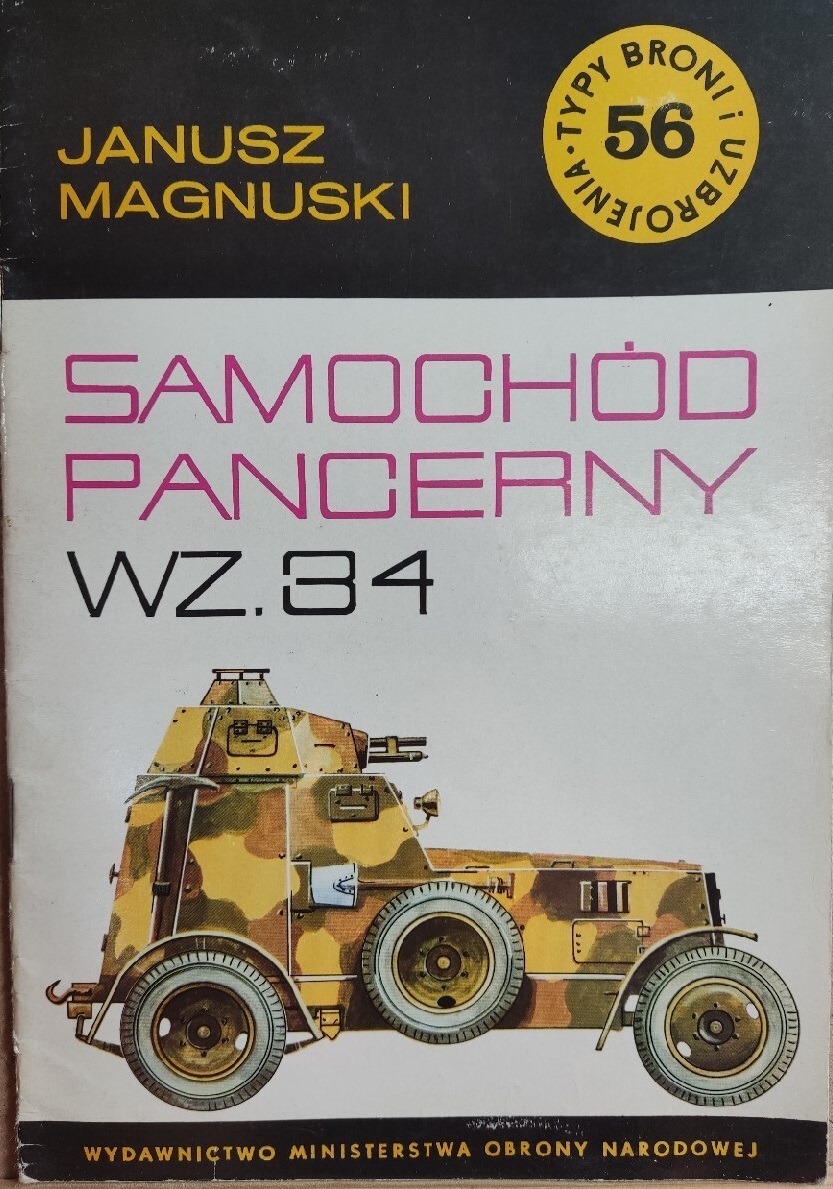 JANUSZ
MAGNUSKI
TYPY BRONI i UZBROJENIA •
56
SAMOCHÓD
PANCERNY
WZ.34
WYDAWNICTWO MINISTERSTWA OBRONY NARODOWEJ